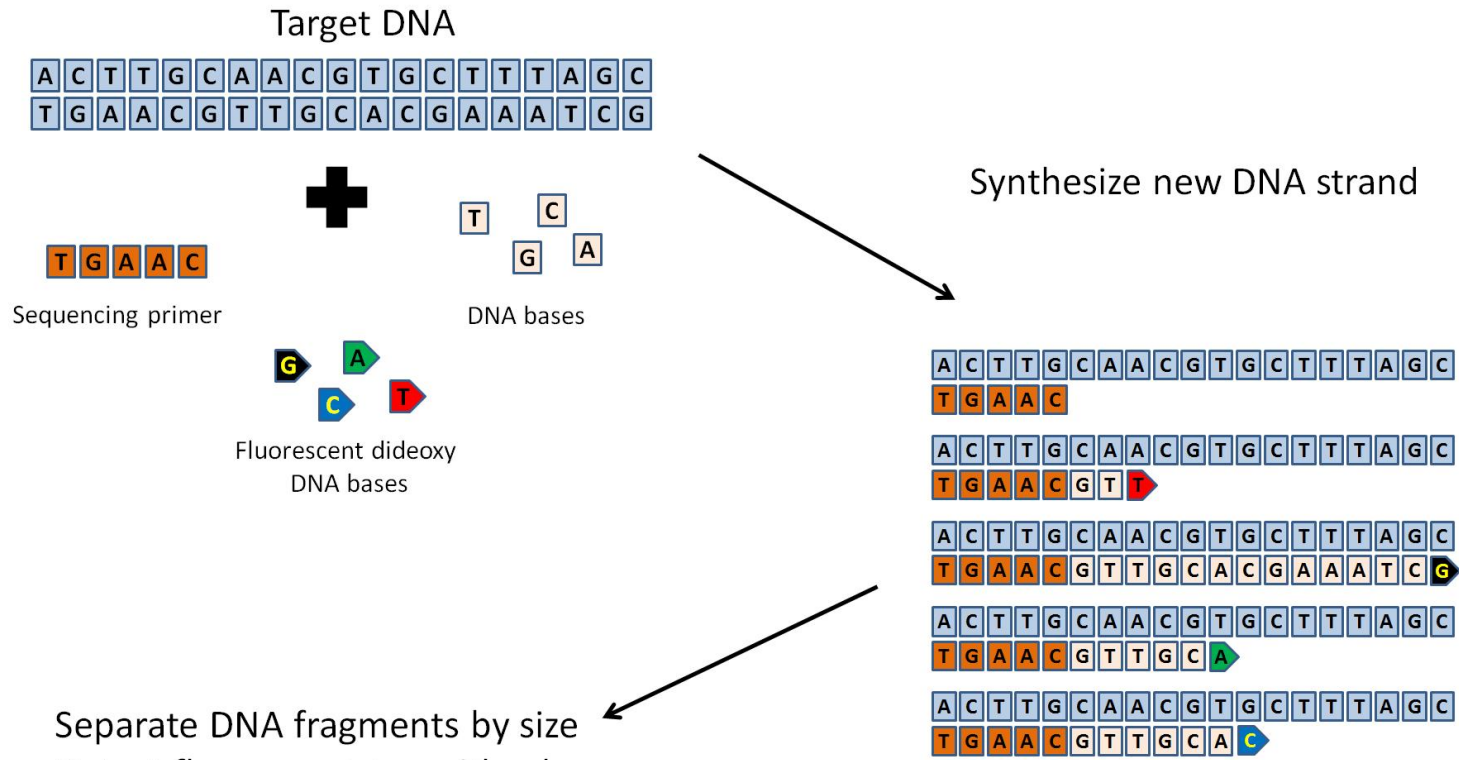 Target DNA
A C T T G C A A C G T G C T T T A G C
T G A A C G T T G C A C G A A A T C G
T C G A
T G A A C
Sequencing primer
DNA bases
G A C T
Fluorescent dideoxy
DNA bases
Synthesize new DNA strand
A C T T G C A A C G T G C T T T A G C
T G A A C
A C T T G C A A C G T G C T T T A G C
T G A A C G T T
A C T T G C A A C G T G C T T T A G C
T G A A C G T T G C A C G A A A T C G
A C T T G C A A C G T G C T T T A G C
T G A A C G T T G C A
A C T T G C A A C G T G C T T T A G C
T G A A C G T T G C A C
Separate DNA fragments by size